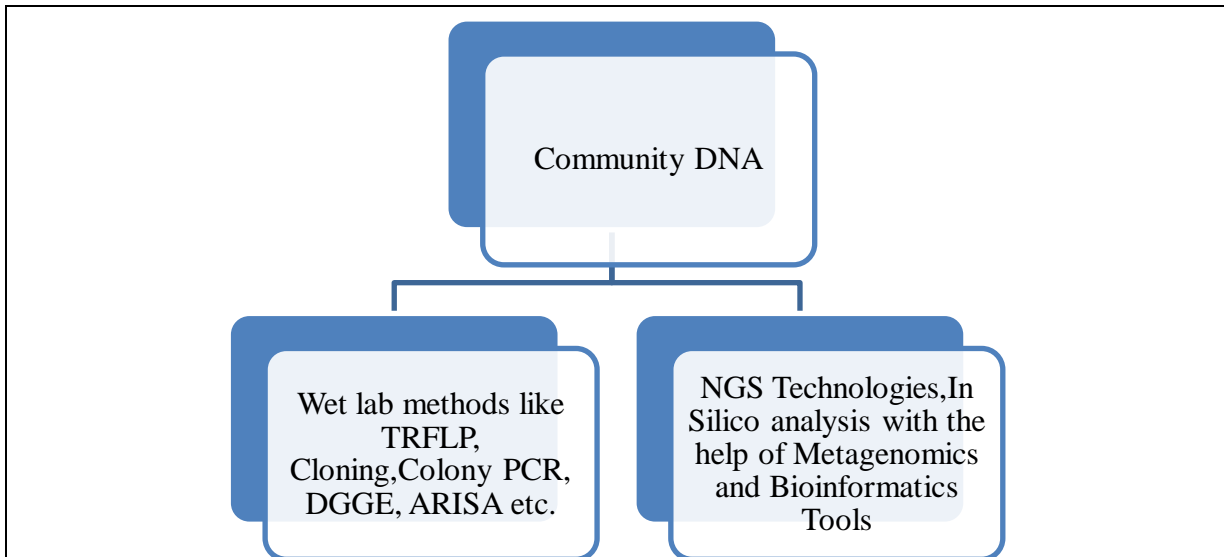 Community DNA
Wet lab methods like
TRFLP,
Cloning,Colony PCR,
DGGE, ARISA etc.
NGS Technologies,In
Silico analysis with the
help of Metagenomics
and Bioinformatics
Tools